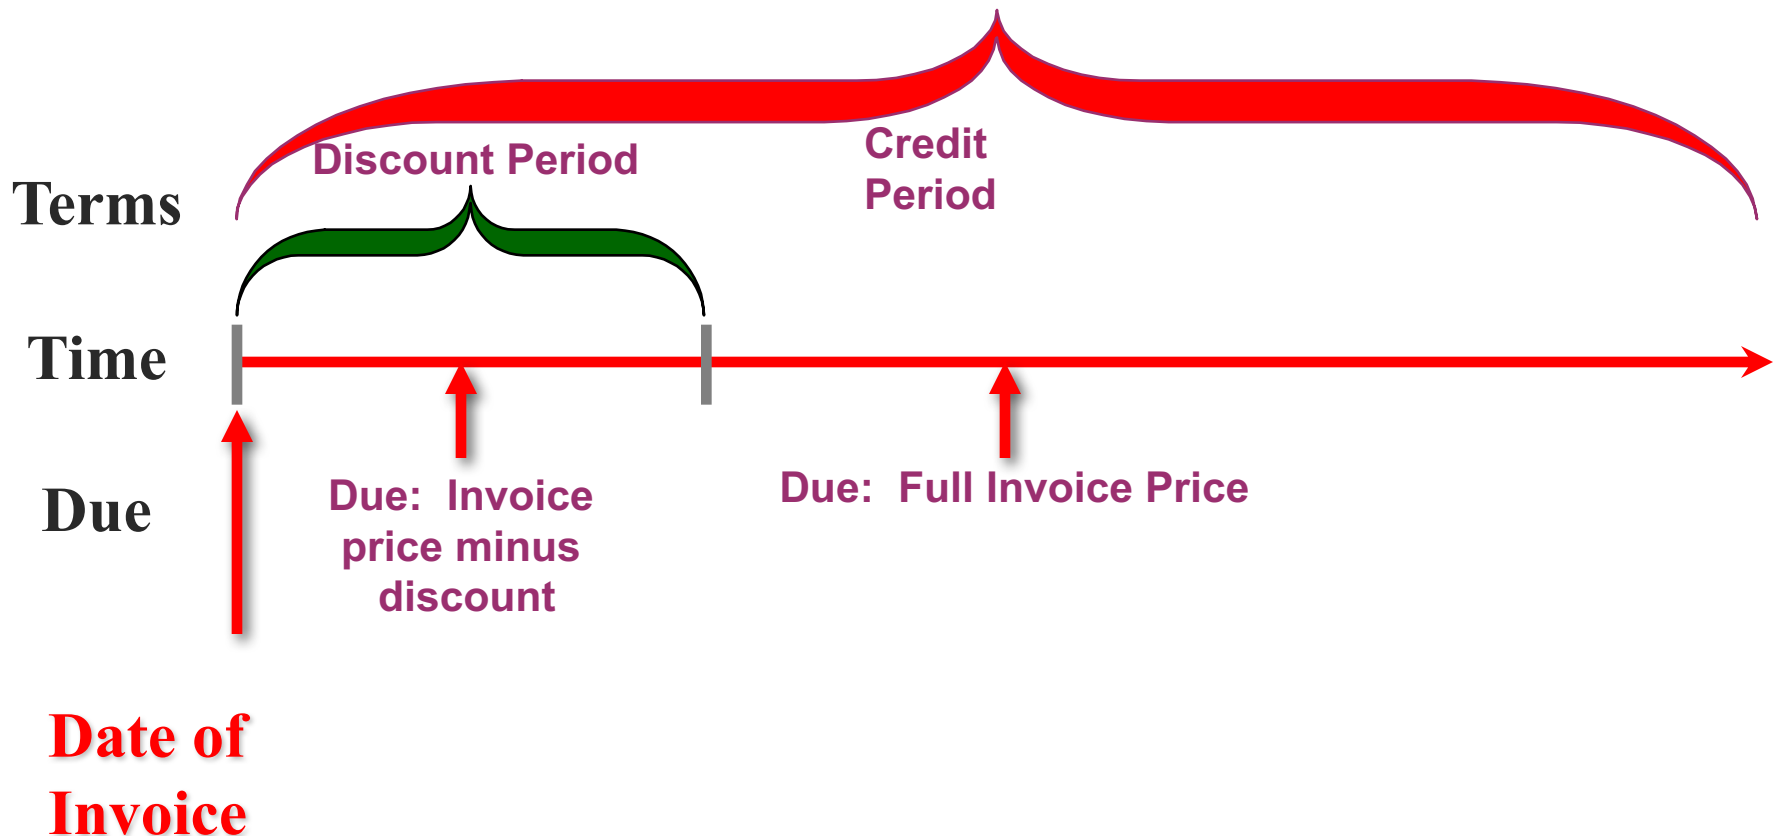 Discount Period
Credit
Period
Terms
Time
Due
Due:  Invoice
price minus
discount
Due:  Full Invoice Price
Date of
Invoice